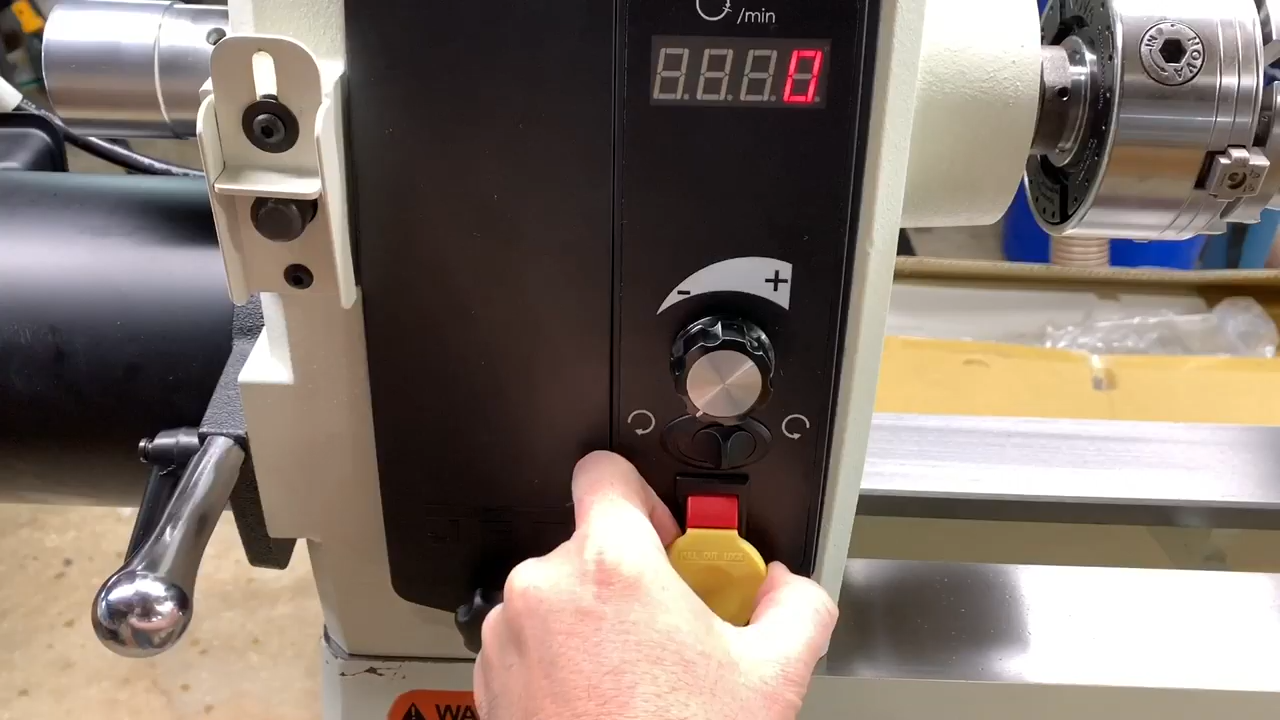 /min
0
NOVA
- +
PULL OUT LOCK
WA